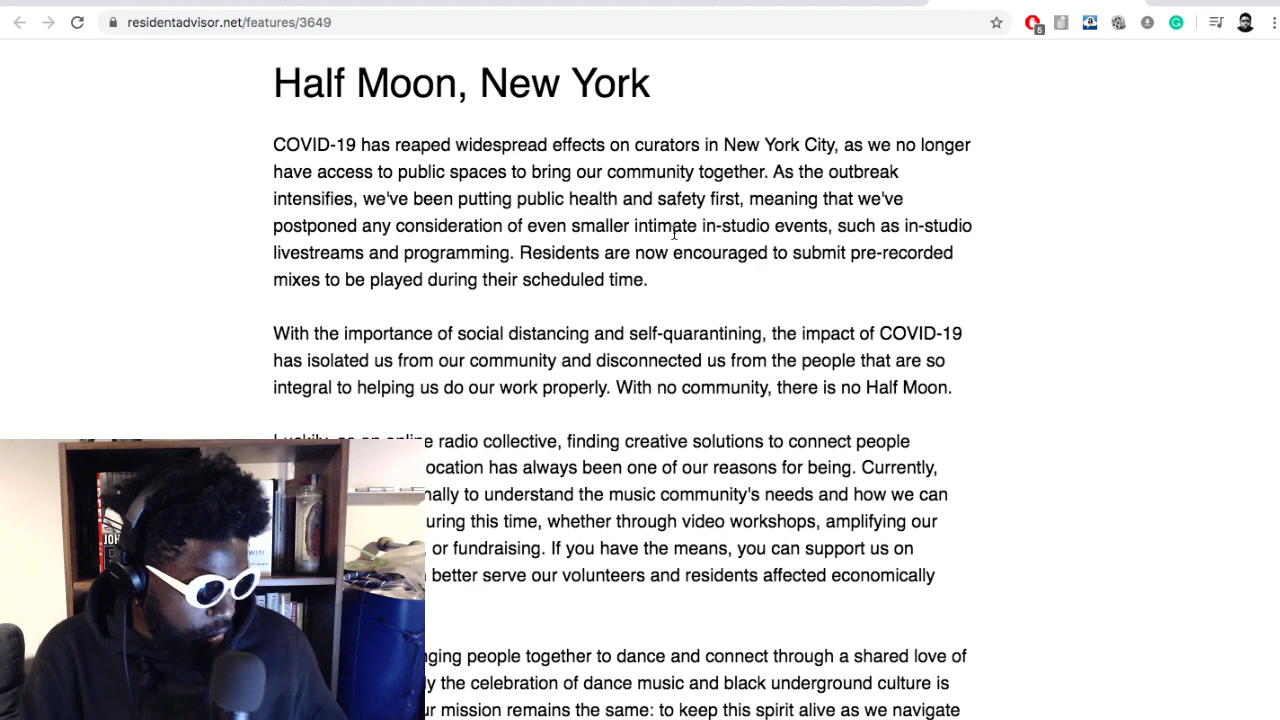 residentadvisor.net/features/3649
5
Half Moon, New York
COVID-19 has reaped widespread effects on curators in New York City, as we no longer
have access to public spaces to bring our community together. As the outbreak
intensifies, we've been putting public health and safety first, meaning that we've
postponed any consideration of even smaller intimate in-studio events, such as in-studio
livestreams and programming. Residents are now encouraged to submit pre-recorded
mixes to be played during their scheduled time.
With the importance of social distancing and self-quarantining, the impact of COVID-19
has isolated us from our community and disconnected us from the people that are so
integral to helping us do our work properly. With no community, there is no Half Moon.
Luckily, as an online radio collective, finding creative solutions to connect people
ocation has always been one of our reasons for being. Currently,
nally to understand the music community's needs and how we can
uring this time, whether through video workshops, amplifying our
, or fundraising. If you have the means, you can support us on
better serve our volunteers and residents affected economically
nging people together to dance and connect through a shared love of
y the celebration of dance music and black underground culture is
ur mission remains the same: to keep this spirit alive as we navigate
JOHN
WIN